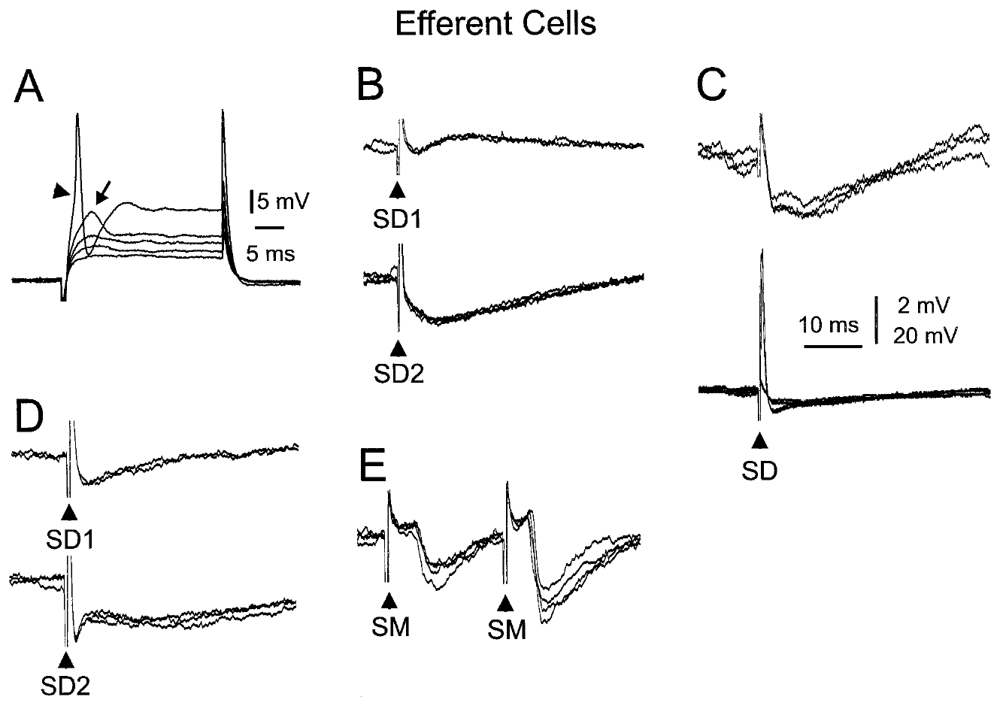 Efferent Cells
A
B
C
5 mV
5 ms
SD1
SD2
10 ms
2 mV
20 mV
SD
D
SD1
SD2
E
SM
SM